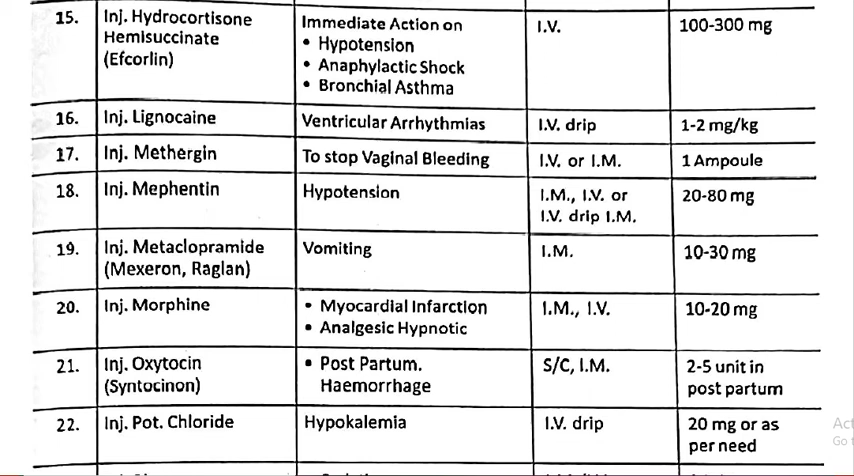 15. Inj. Hydrocortisone Hemisuccinate (Efcorlin) Immediate Action on I.V. 100-300 mg
• Hypotension
• Anaphylactic Shock
• Bronchial Asthma
16. Inj. Lignocaine Ventricular Arrhythmias I.V. drip 1-2 mg/kg
17. Inj. Methergin To stop Vaginal Bleeding I.V. or I.M. 1 Ampoule
18. Inj. Mephentin Hypotension I.M., I.V. or 20-80 mg
I.V. drip I.M.
19. Inj. Metaclopramide Vomiting I.M. 10-30 mg
(Mexeron, Raglan)
20. Inj. Morphine • Myocardial Infarction I.M., I.V. 10-20 mg
• Analgesic Hypnotic
21. Inj. Oxytocin • Post Partum. S/C, I.M. 2-5 unit in
(Syntocinon) Haemorrhage post partum
22. Inj. Pot. Chloride Hypokalemia I.V. drip 20 mg or as
per need